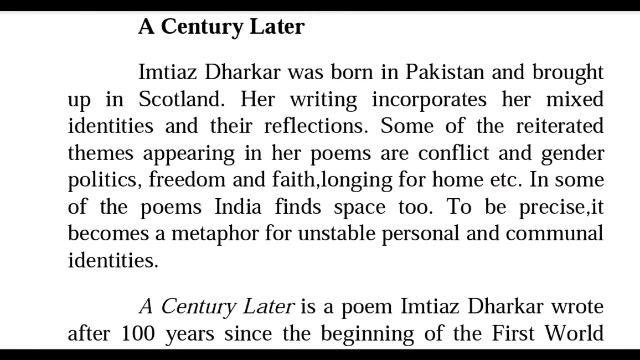 A Century Later
Imtiaz Dharkar was born in Pakistan and brought
up in Scotland. Her writing incorporates her mixed
identities and their reflections. Some of the reiterated
themes appearing in her poems are conflict and gender
politics, freedom and faith,longing for home etc. In some
of the poems India finds space too. To be precise,it
becomes a metaphor for unstable personal and communal
identities.
A Century Later is a poem Imtiaz Dharkar wrote
after 100 years since the beginning of the First World